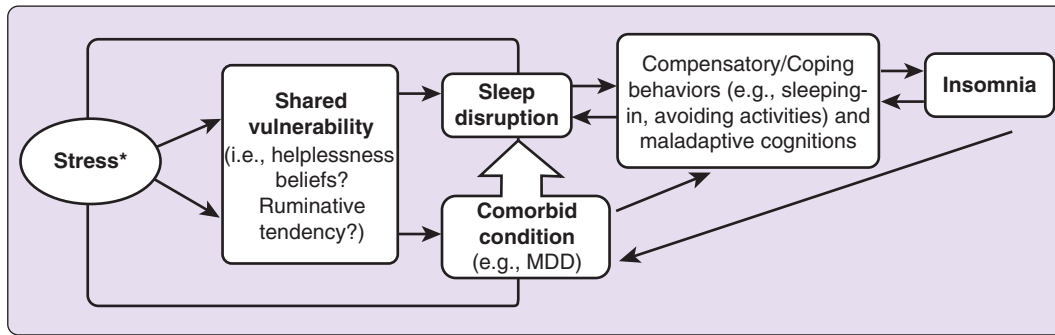 Stress*
Shared
vulnerability
(i.e., helplessness
beliefs?
Ruminative
tendency?)
Sleep
disruption
Comorbid
condition
(e.g., MDD)
Compensatory/Coping
behaviors (e.g., sleeping-
in, avoiding activities) and
maladaptive cognitions
Insomnia